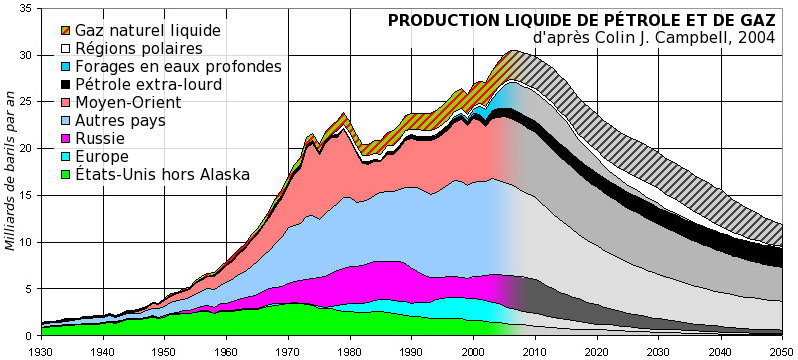 PRODUCTION LIQUIDE DE PÉTROLE ET DE GAZ
d'après Colin J. Campbell, 2004
Gaz naturel liquide
Régions polaires
Forages en eaux profondes
Pétrole extra-lourd
Moyen-Orient
Autres pays
Russie
Europe
États-Unis hors Alaska
Milliards de barils par an
35
30
25
20
15
10
5
0
1930 1940 1950 1960 1970 1980 1990 2000 2010 2020 2030 2040 2050